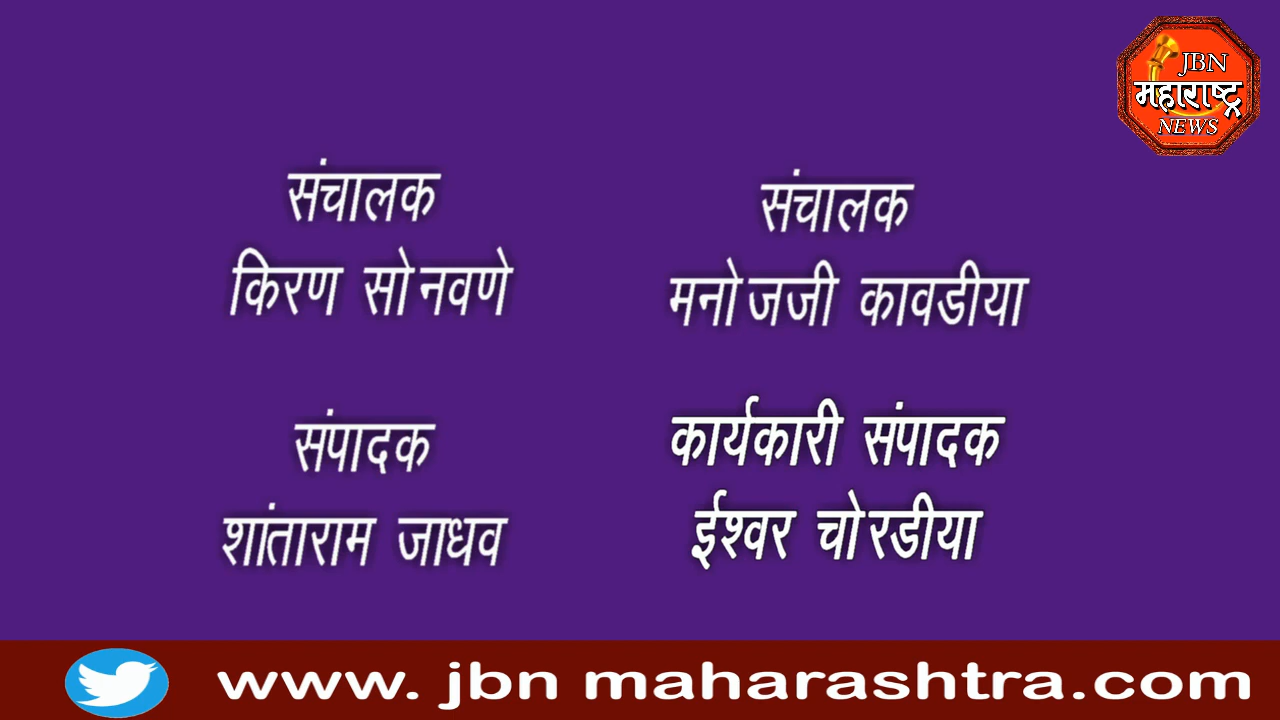 JBN
महाराष्ट्र
NEWS
संचालक
किरण सोनवणे
संचालक
मनोजजी कावडीया
संपादक
शांताराम जाधव
कार्यकारी संपादक
ईश्वर चोरडीया
www. jbn maharashtra.com